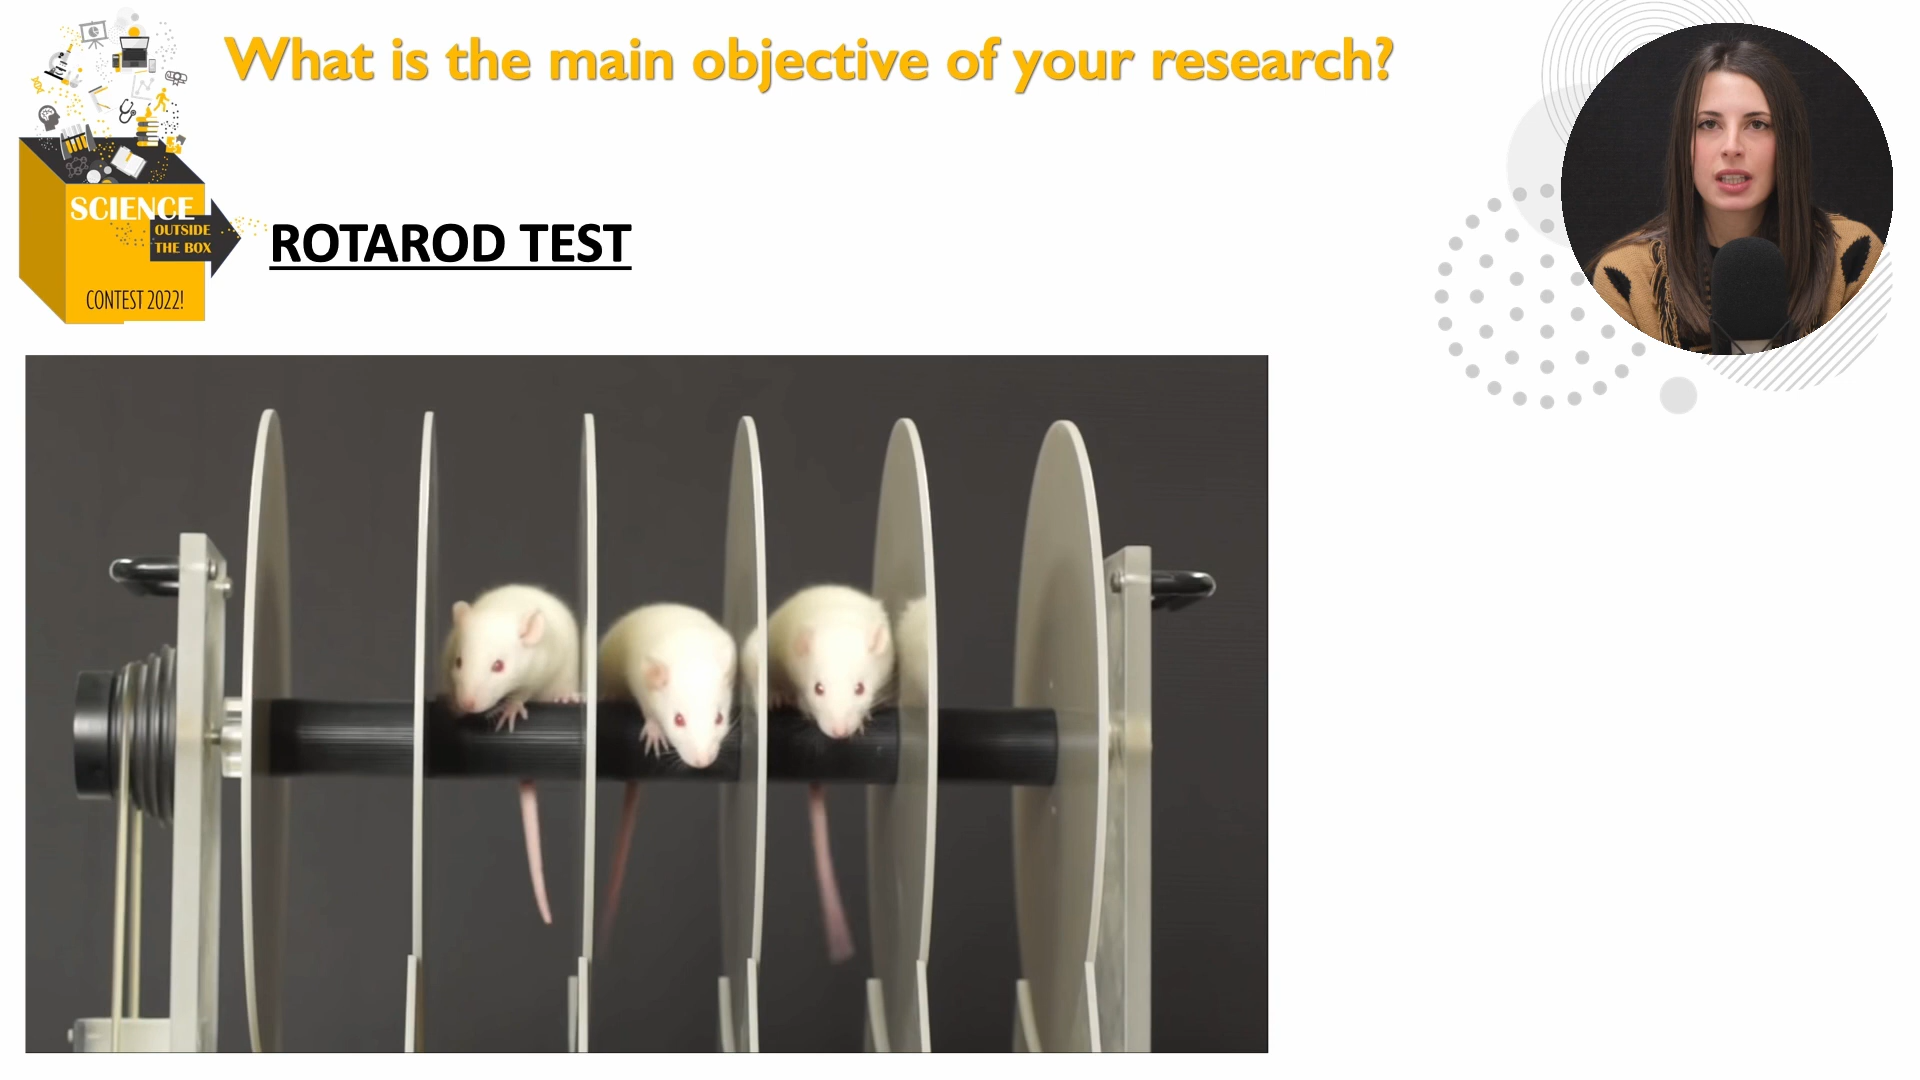 What is the main objective of your research?
SCIENCE
OUTSIDE
THE BOX
CONTEST 2022!
ROTAROD TEST